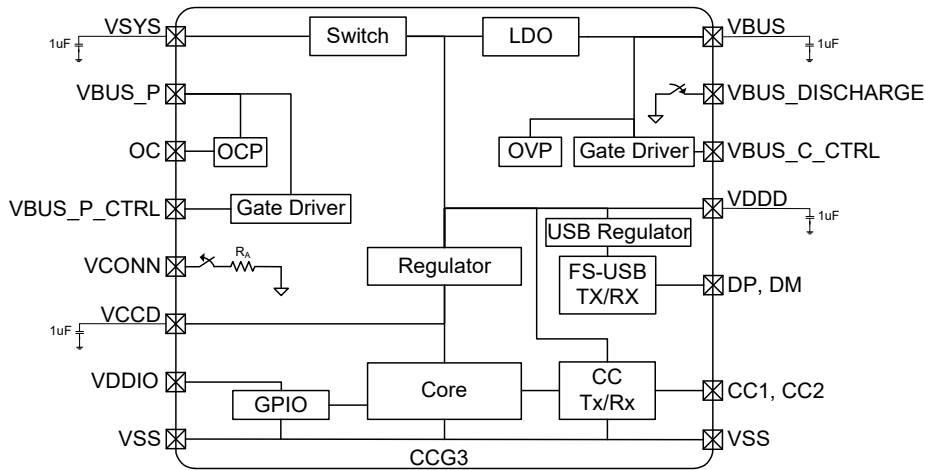 VSYS
1uF
Switch
LDO
VBUS
1uF
VBUS_P
VBUS_DISCHARGE
OC
OCP
OVP
Gate Driver
VBUS_C_CTRL
VBUS_P_CTRL
Gate Driver
VDDD
1uF
USB Regulator
VCONN
RA
Regulator
FS-USB
TX/RX
DP, DM
VCCD
1uF
VDDIO
GPIO
Core
CC
Tx/Rx
CC1, CC2
VSS
VSS
CCG3